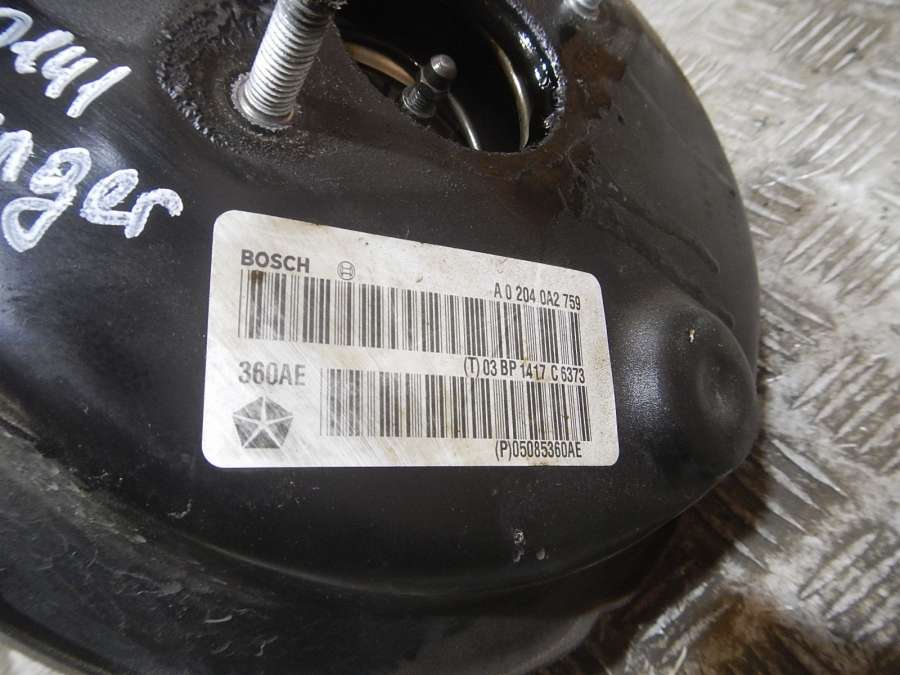 BOSCH
A 0 204 0A2 759
(T) 03 BP 1417 C 6373
360AE
(P)05085360AE